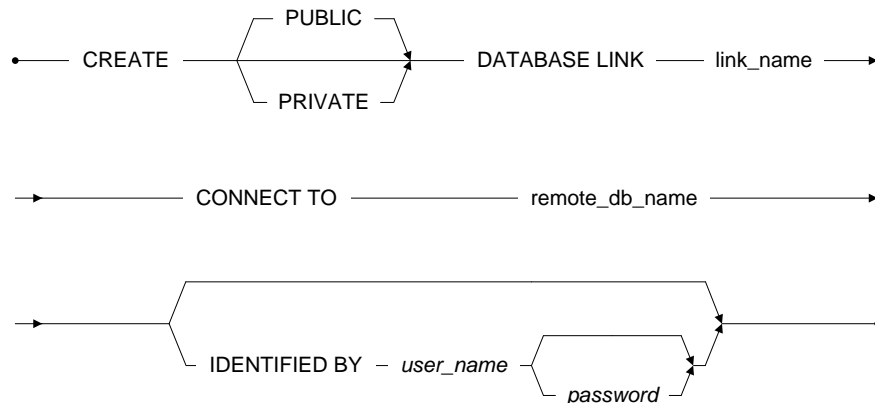 PUBLIC
CREATE DATABASE LINK link_name
PRIVATE
CONNECT TO remote_db_name
IDENTIFIED BY user_name
password